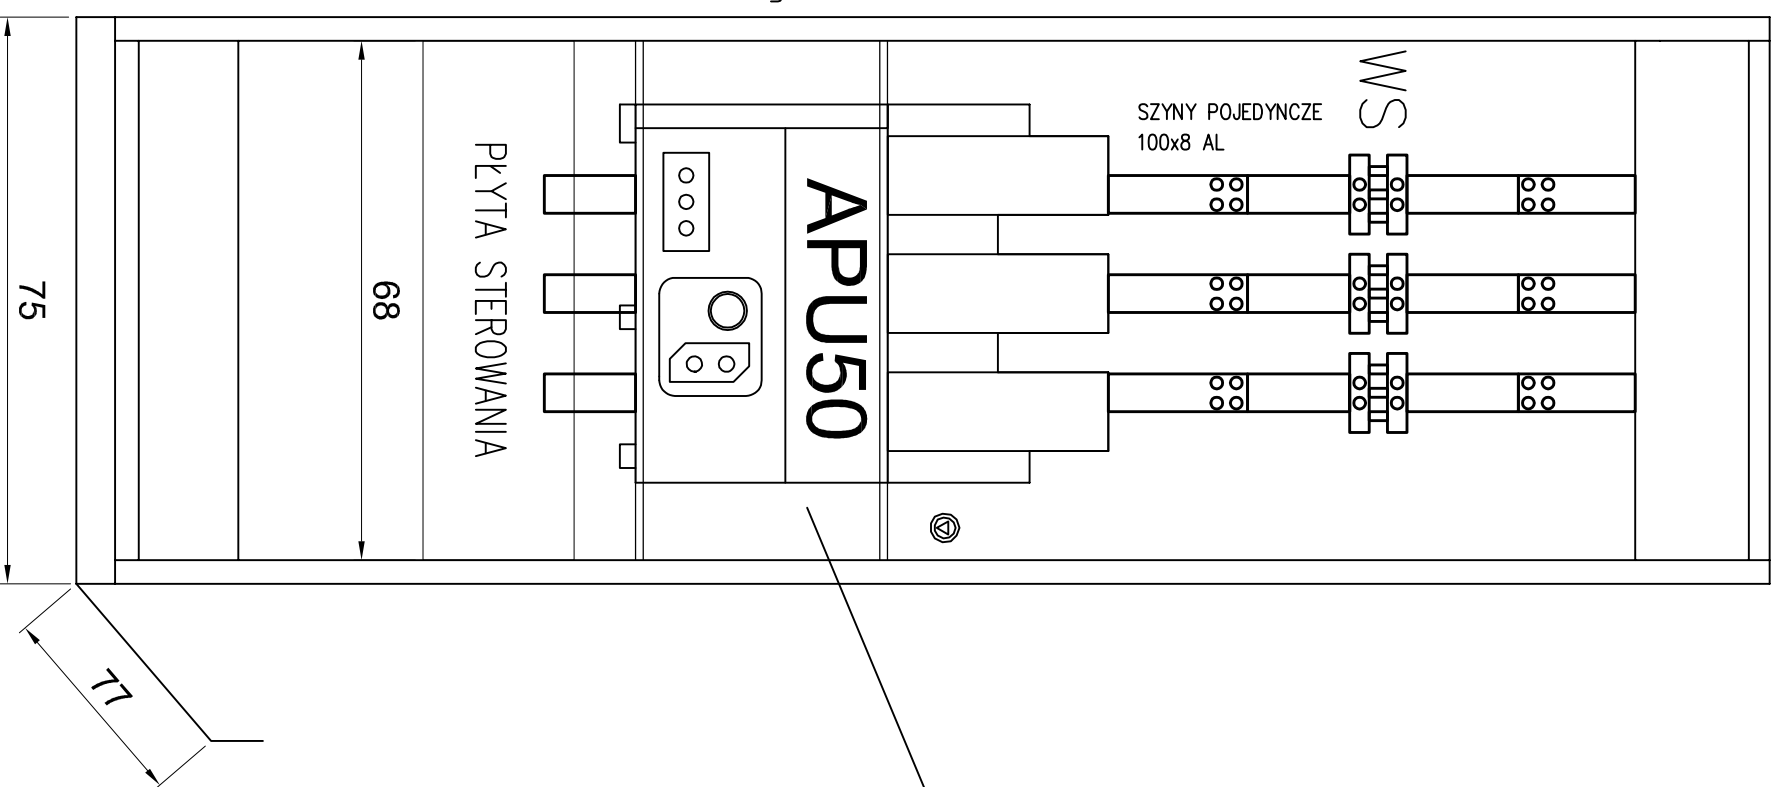 WS
SZYNY POJEDYNCZE
100x8 AL
PŁYTA STEROWANIA
APU50
75
68
77